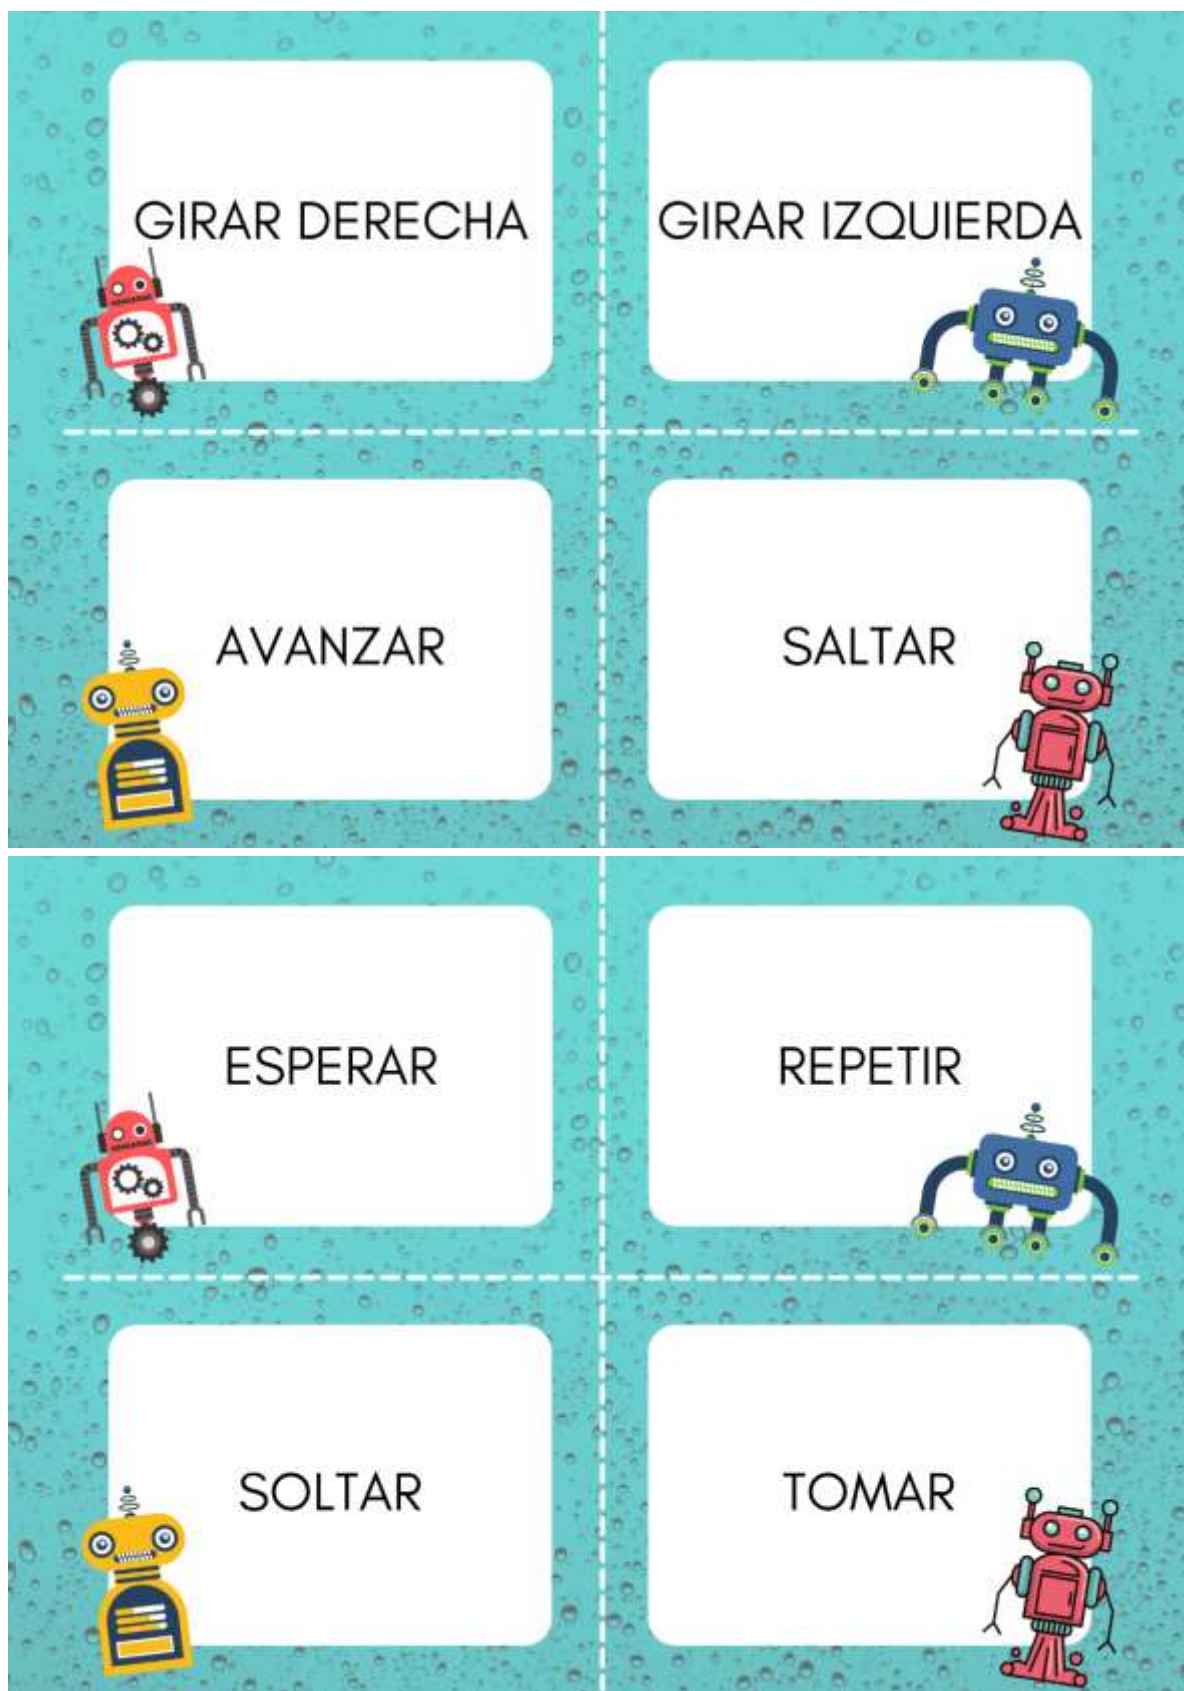 GIRAR DERECHA
GIRAR IZQUIERDA
AVANZAR
SALTAR
ESPERAR
REPETIR
SOLTAR
TOMAR